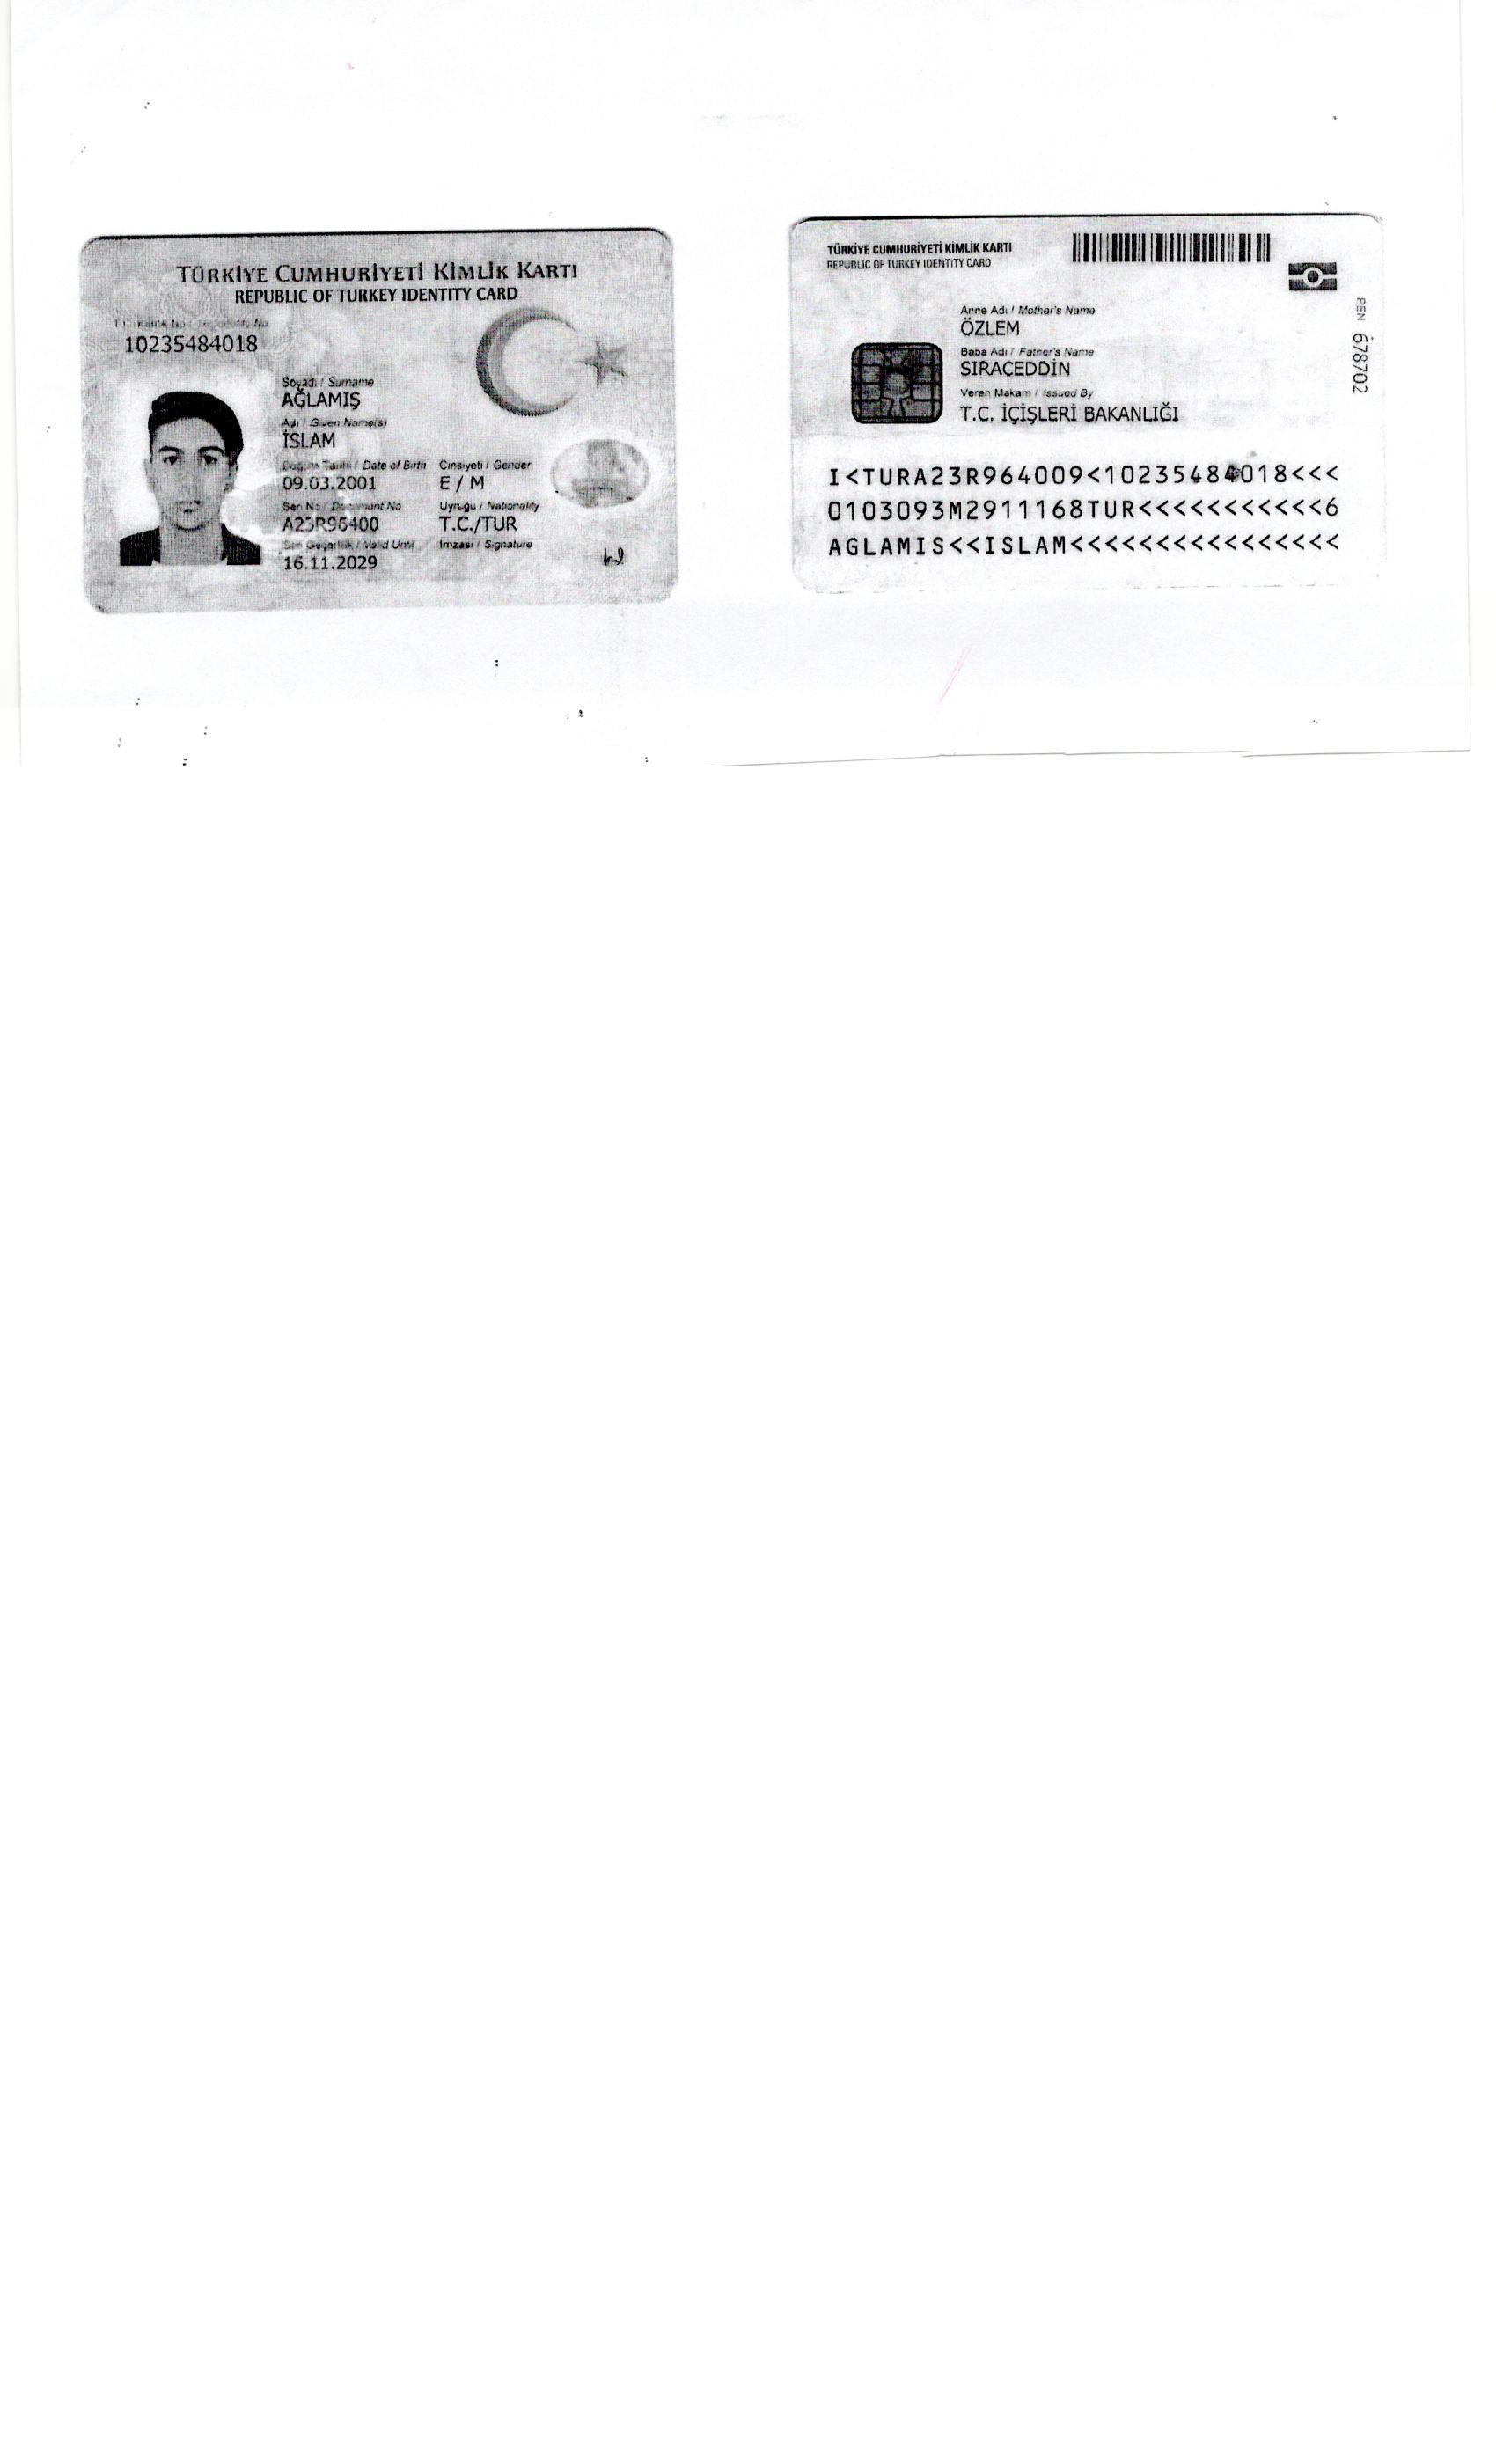 TÜRKİYE CUMHURİYETİ KİMLİK KARTI
REPUBLIC OF TURKEY IDENTITY CARD
10235484018
Soyadı / Surname
AĞLAMIŞ
Adı / Given Name(s)
İSLAM
Doğum Tarihi / Date of Birth Cinsiyeti / Gender
09.03.2001 E / M
Seri No / Document No Uyruğu / Nationality
A23R96400 T.C./TUR
Son Geçerlilik / Valid Until İmzası / Signature
16.11.2029
TÜRKİYE CUMHURİYETİ KİMLİK KARTI
REPUBLIC OF TURKEY IDENTITY CARD
Anne Adı / Mother's Name
ÖZLEM
Baba Adı / Father's Name
SIRACEDDİN
Veren Makam / Issued By
T.C. İÇİŞLERİ BAKANLIĞI
678702
I<TURA23R964009<10235484018<<<
0103093M2911168TUR<<<<<<<<<<<6
AGLAMIS<<ISLAM<<<<<<<<<<<<<<<<